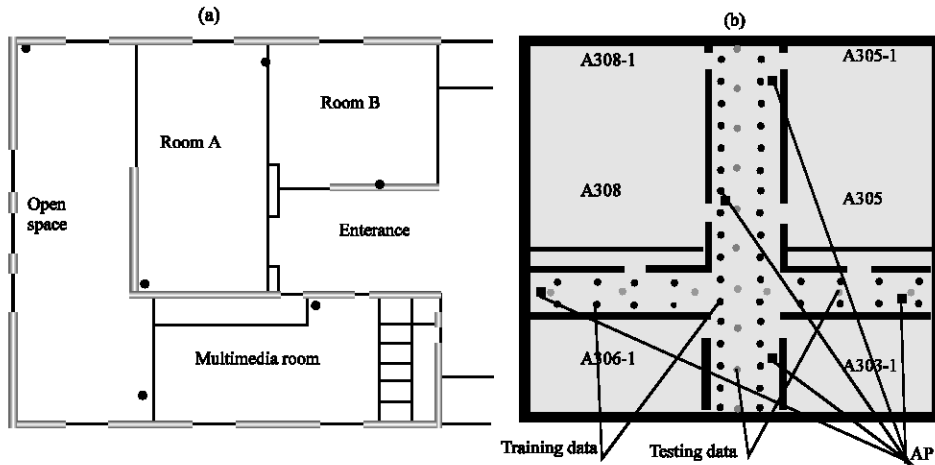 (a)
Room A
Room B
Open
space
Enterance
Multimedia room
(b)
A308-1
A305-1
A308
A305
A306-1
A303-1
Training data
Testing data
AP